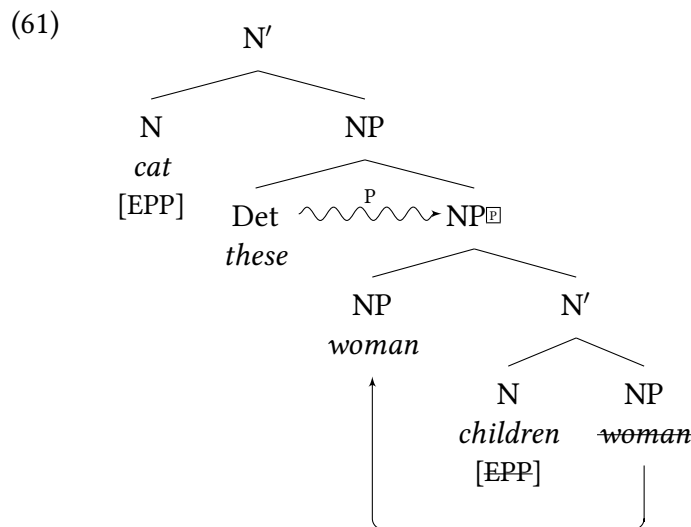 (61)
N′
N NP
cat
[EPP]
P
Det NP P
these
NP N′
woman
N NP
children woman
[EPP]